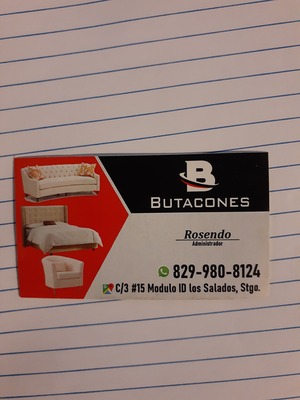 B
BUTACONES
Rosendo
Administrador
829-980-8124
C/3 #15 Modulo ID los Salados, Stgo.